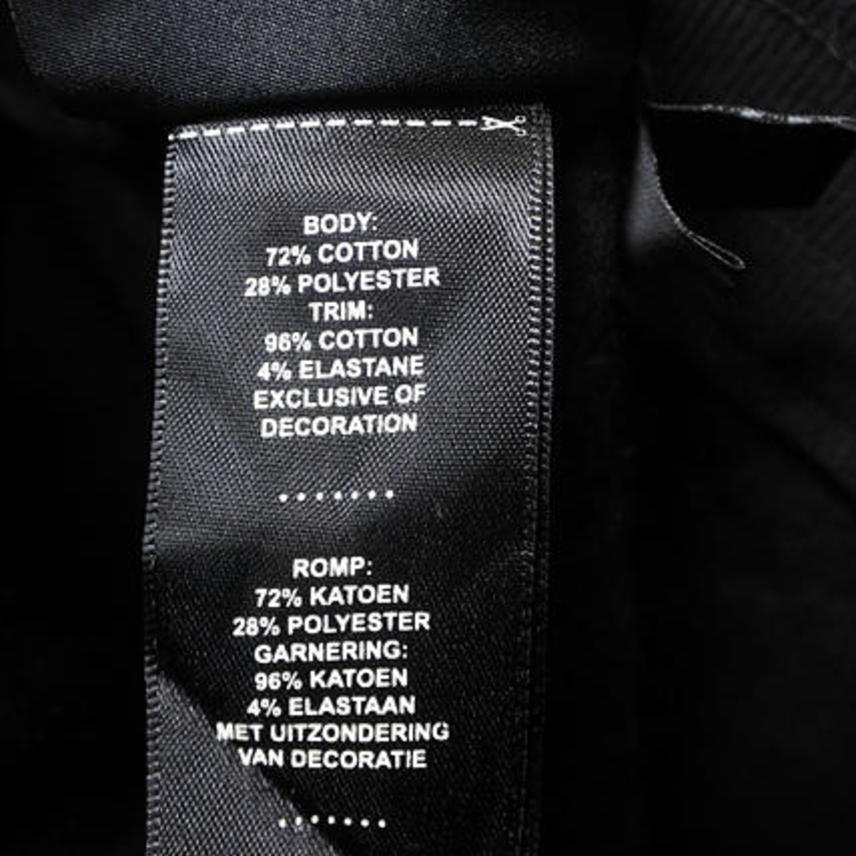 BODY:
72% COTTON
28% POLYESTER
TRIM:
96% COTTON
4% ELASTANE
EXCLUSIVE OF
DECORATION
.......
ROMP:
72% KATOEN
28% POLYESTER
GARNERING:
96% KATOEN
4% ELASTAAN
MET UITZONDERING
VAN DECORATIE
.......